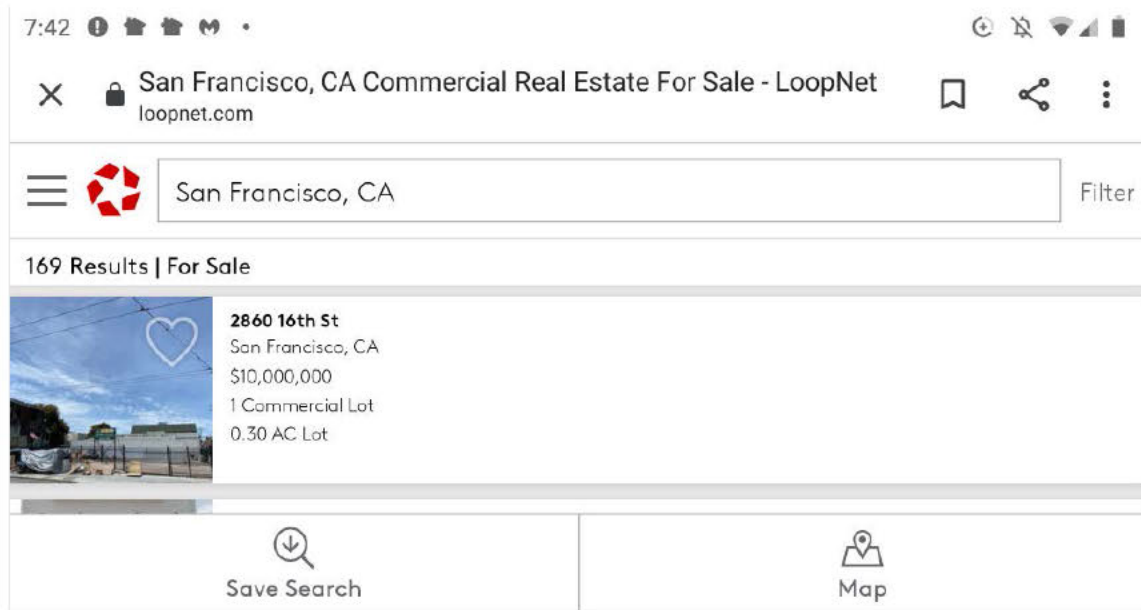 7:42
San Francisco, CA Commercial Real Estate For Sale - LoopNet
loopnet.com
San Francisco, CA
Filter
169 Results | For Sale
2860 16th St
San Francisco, CA
$10,000,000
1 Commercial Lot
0.30 AC Lot
Save Search
Map